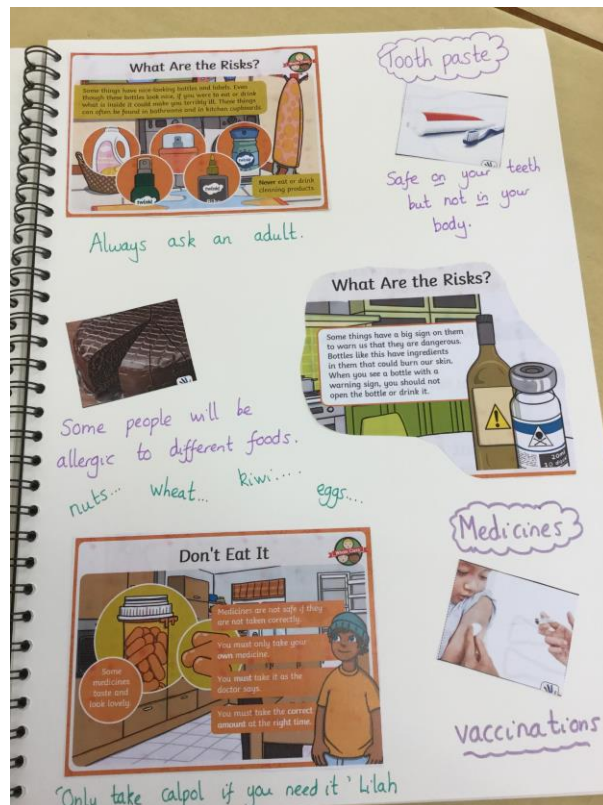 What Are the Risks?
Some things have nice-looking bottles and labels. Even
though these bottles look nice, if you were to eat or drink
what is inside it could make you terribly ill. These things
can often be found in bathrooms and in kitchen cupboards.
Never eat or drink
cleaning products
Always ask an adult.
Tooth paste
Safe on your teeth
but not in your
body.
What Are the Risks?
Some things have a big sign on them
to warn us that they are dangerous.
Bottles like this have ingredients
in them that could burn our skin.
When you see a bottle with a
warning sign, you should not
open the bottle or drink it.
Some people will be
allergic to different foods.
nuts... wheat... kiwi.... eggs....
Don't Eat It
Some
medicines
taste and
look lovely.
Medicines are not safe if they
are not taken correctly.
You must only take your
own medicine.
You must take it as the
doctor says.
You must take the correct
amount at the right time.
Medicines
vaccinations
'Only take calpol if you need it' Lilah